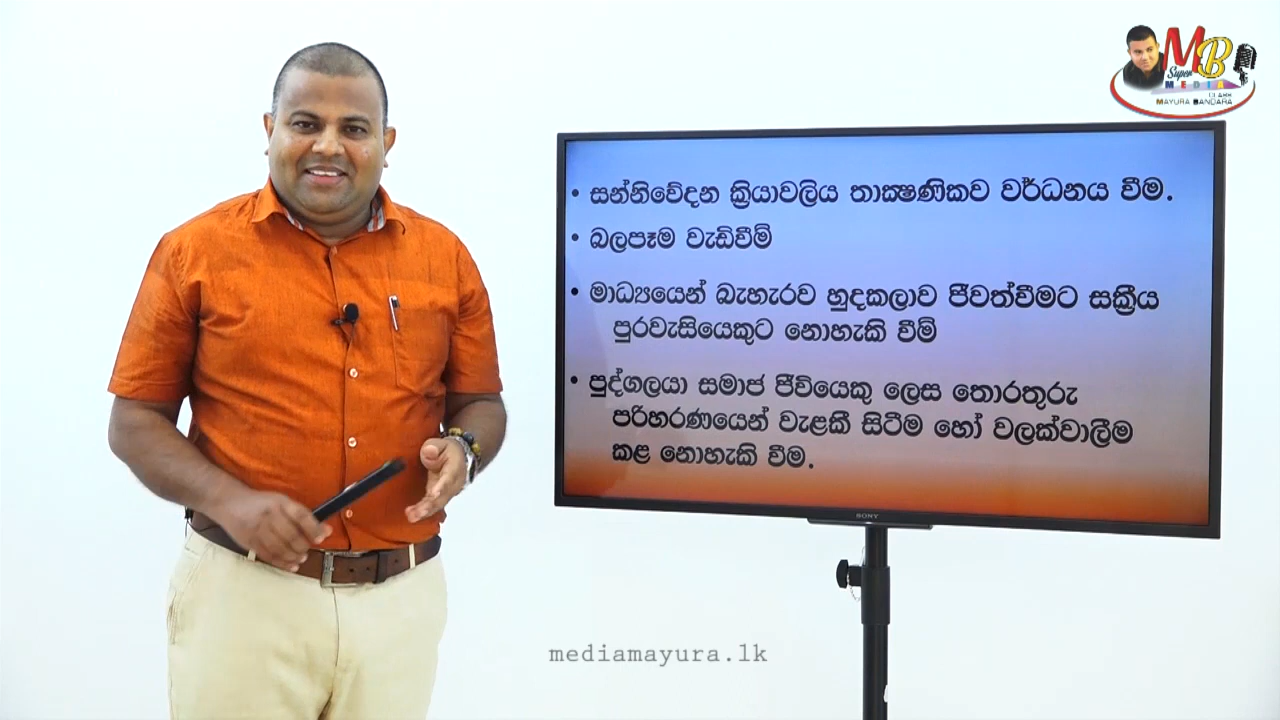 MB
Super
MEDIA
CLASS
MAYURA BANDARA
• සන්නිවේදන ක්‍රියාවලිය තාක්‍ෂණිකව වර්ධනය වීම.
• බලපෑම වැඩිවීම්
• මාධ්‍යයෙන් බැහැරව හුදකලාව ජීවත්වීමට සක්‍රීය
පුරවැසියෙකුට නොහැකි වීම්
• පුද්ගලයා සමාජ ජීවියෙකු ලෙස තොරතුරු
පරිහරණයෙන් වැළකී සිටීම හෝ වලක්වාලීම
කළ නොහැකි වීම.
SONY
mediamayura.lk